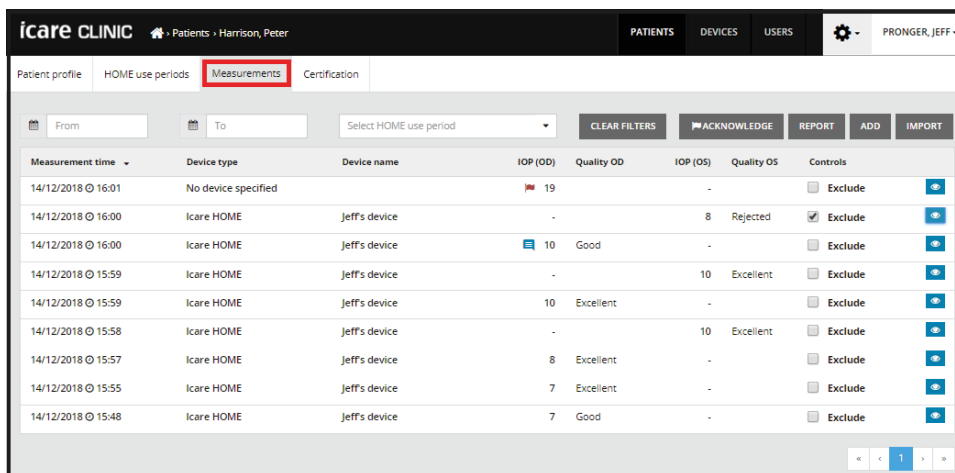 icare CLINIC › Patients › Harrison, Peter PATIENTS DEVICES USERS PRONGER, JEFF
Patient profile HOME use periods Measurements Certification
From To Select HOME use period CLEAR FILTERS ACKNOWLEDGE REPORT ADD IMPORT
Measurement time Device type Device name IOP (OD) Quality OD IOP (OS) Quality OS Controls
14/12/2018 16:01 No device specified 19 - Exclude
14/12/2018 16:00 Icare HOME Jeff's device - 8 Rejected Exclude
14/12/2018 16:00 Icare HOME Jeff's device 10 Good - Exclude
14/12/2018 15:59 Icare HOME Jeff's device - 10 Excellent Exclude
14/12/2018 15:59 Icare HOME Jeff's device 10 Excellent - Exclude
14/12/2018 15:58 Icare HOME Jeff's device - 10 Excellent Exclude
14/12/2018 15:57 Icare HOME Jeff's device 8 Excellent - Exclude
14/12/2018 15:55 Icare HOME Jeff's device 7 Excellent - Exclude
14/12/2018 15:48 Icare HOME Jeff's device 7 Good - Exclude
« ‹ 1 › »